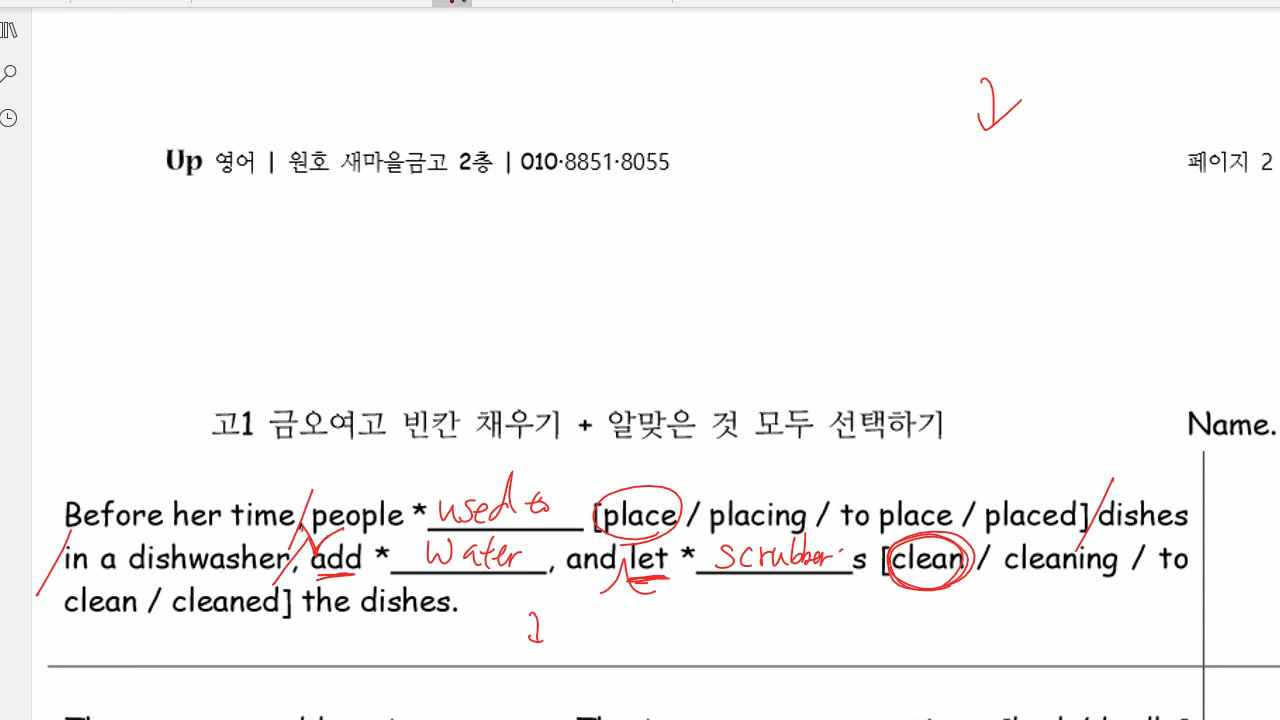 Up 영어 | 원호 새마을금고 2층 | 010·8851·8055 페이지 2
고1 금오여고 빈칸 채우기 + 알맞은 것 모두 선택하기 Name.
Before her time, people * used to [place / placing / to place / placed] dishes
in a dishwasher, add * water, and let * scrubbers [clean / cleaning / to
clean / cleaned] the dishes.